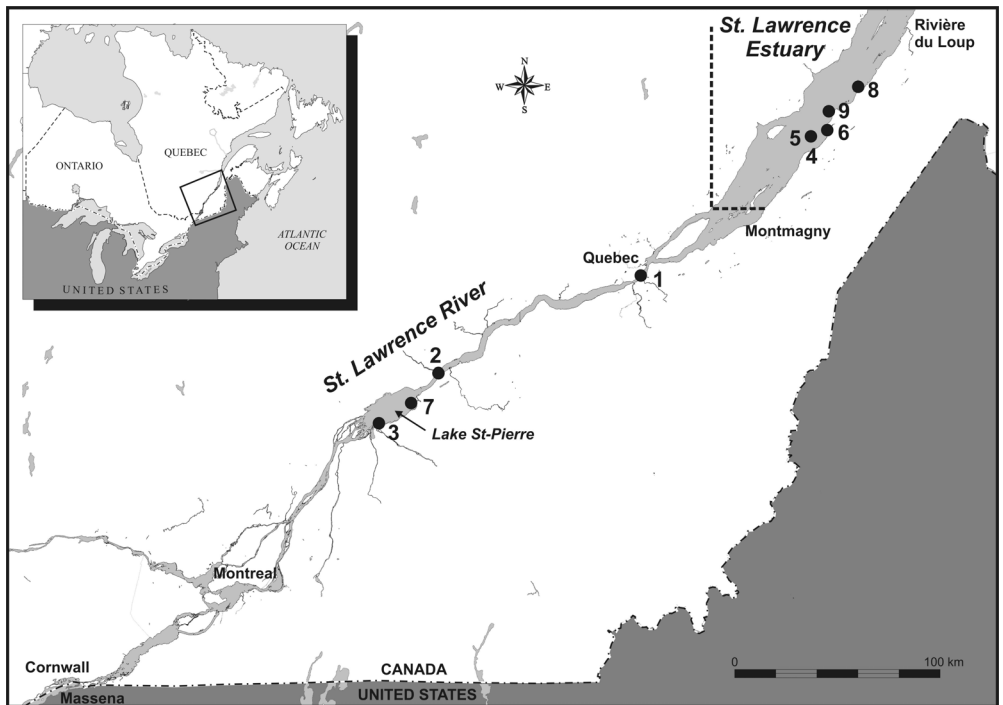 ONTARIO
QUEBEC
ATLANTIC
OCEAN
UNITED STATES
N
W
E
S
St. Lawrence
Estuary
Rivière
du Loup
8
9
5
6
4
Montmagny
Quebec
1
St. Lawrence River
2
7
3
Lake St-Pierre
Montreal
Cornwall
Massena
CANADA
UNITED STATES
0
100 km